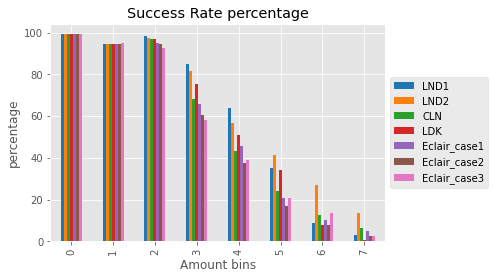 Success Rate percentage
percentage
100
80
60
40
20
0
0 1 2 3 4 5 6 7
Amount bins
LND1
LND2
CLN
LDK
Eclair_case1
Eclair_case2
Eclair_case3